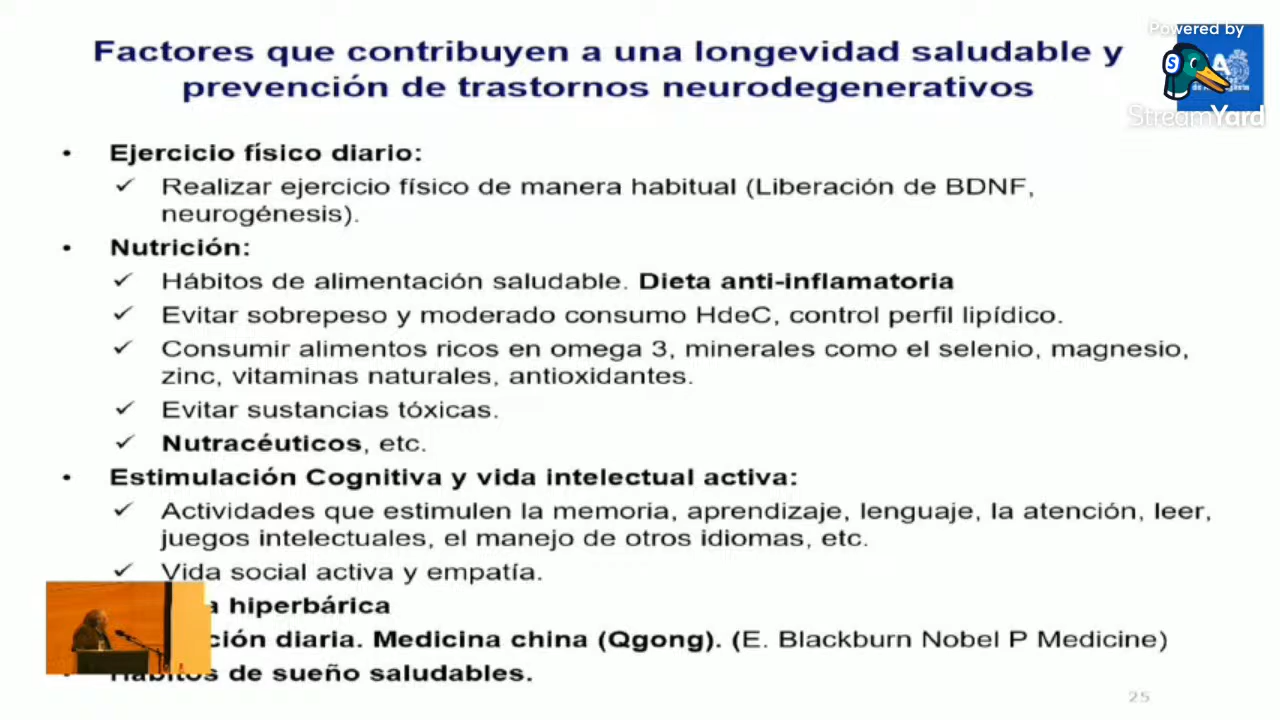 Powered by
StreamYard
Factores que contribuyen a una longevidad saludable y
prevención de trastornos neurodegenerativos
• Ejercicio físico diario:
✓ Realizar ejercicio físico de manera habitual (Liberación de BDNF,
neurogénesis).
• Nutrición:
✓ Hábitos de alimentación saludable. Dieta anti-inflamatoria
✓ Evitar sobrepeso y moderado consumo HdeC, control perfil lipídico.
✓ Consumir alimentos ricos en omega 3, minerales como el selenio, magnesio,
zinc, vitaminas naturales, antioxidantes.
✓ Evitar sustancias tóxicas.
✓ Nutracéuticos, etc.
• Estimulación Cognitiva y vida intelectual activa:
✓ Actividades que estimulen la memoria, aprendizaje, lenguaje, la atención, leer,
juegos intelectuales, el manejo de otros idiomas, etc.
✓ Vida social activa y empatía.
a hiperbárica
ción diaria. Medicina china (Qgong). (E. Blackburn Nobel P Medicine)
• Hábitos de sueño saludables.
25